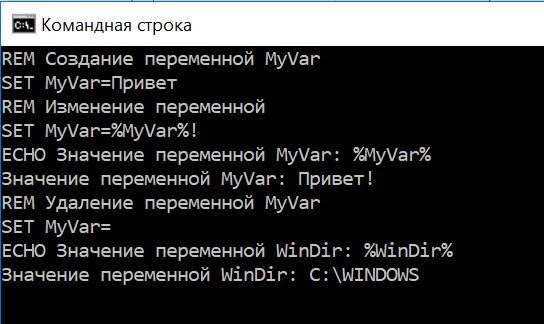 Командная строка
REM Создание переменной MyVar
SET MyVar=Привет
REM Изменение переменной
SET MyVar=%MyVar%!
ECHO Значение переменной MyVar: %MyVar%
Значение переменной MyVar: Привет!
REM Удаление переменной MyVar
SET MyVar=
ECHO Значение переменной WinDir: %WinDir%
Значение переменной WinDir: C:\WINDOWS